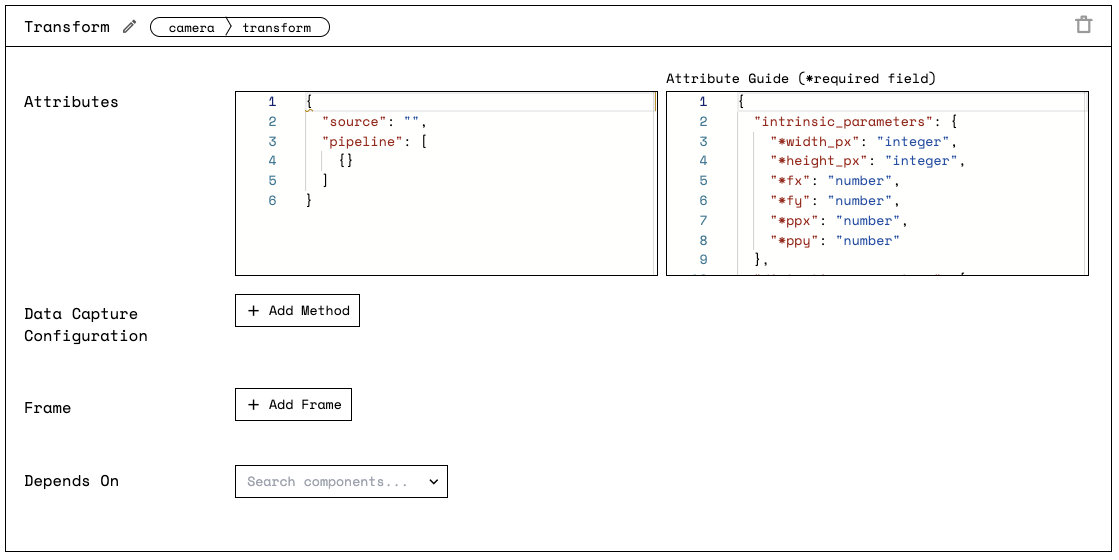 Transform camera transform
Attribute Guide (*required field)
Attributes
1 {
2 "source": "",
3 "pipeline": [
4 {}
5 ]
6 }
1 {
2 "intrinsic_parameters": {
3 "*width_px": "integer",
4 "*height_px": "integer",
5 "*fx": "number",
6 "*fy": "number",
7 "*ppx": "number",
8 "*ppy": "number"
9 },
Data Capture
Configuration
+ Add Method
Frame
+ Add Frame
Depends On
Search components...